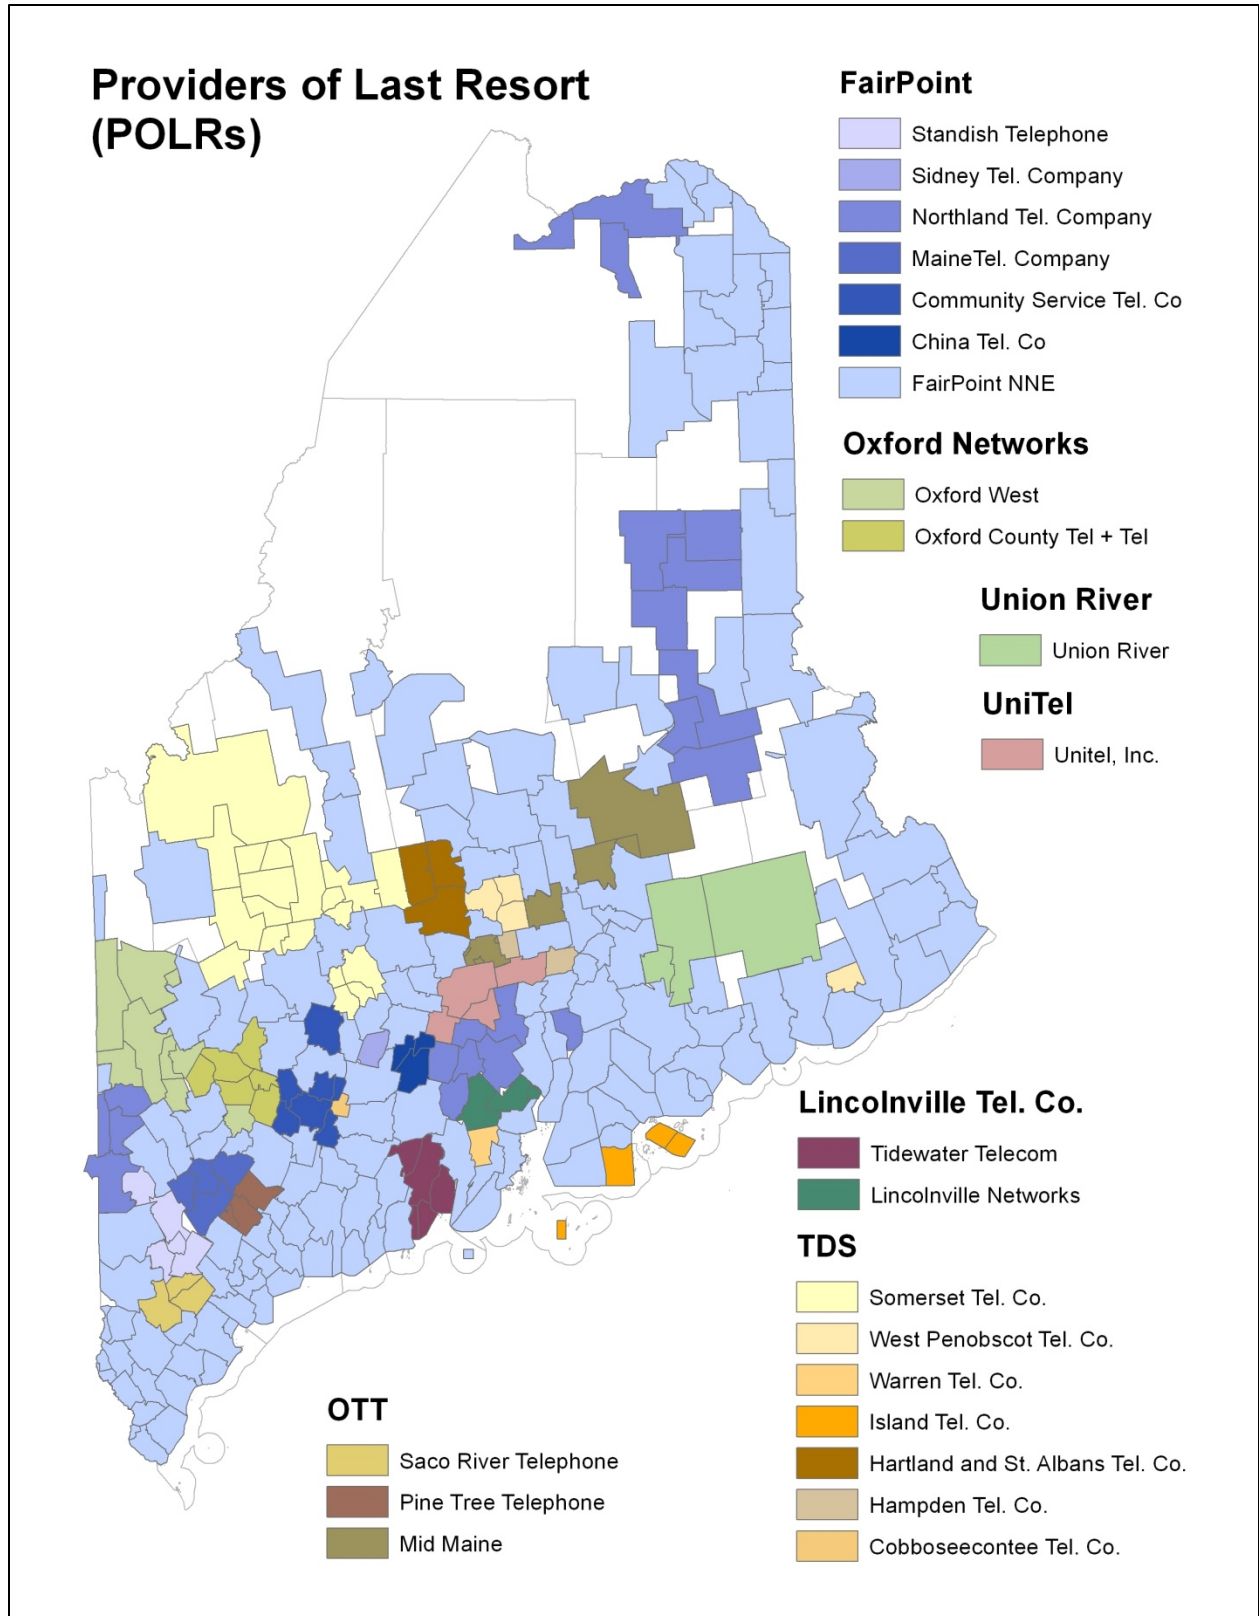 Providers of Last Resort
(POLRs)
FairPoint
Standish Telephone
Sidney Tel. Company
Northland Tel. Company
MaineTel. Company
Community Service Tel. Co
China Tel. Co
FairPoint NNE
Oxford Networks
Oxford West
Oxford County Tel + Tel
Union River
Union River
UniTel
Unitel, Inc.
Lincolnville Tel. Co.
Tidewater Telecom
Lincolnville Networks
TDS
Somerset Tel. Co.
West Penobscot Tel. Co.
Warren Tel. Co.
Island Tel. Co.
Hartland and St. Albans Tel. Co.
Hampden Tel. Co.
Cobboseecontee Tel. Co.
OTT
Saco River Telephone
Pine Tree Telephone
Mid Maine